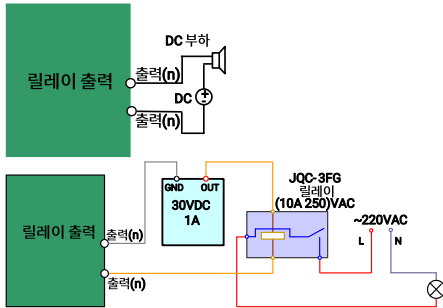 DC 부하
릴레이 출력
출력(n)
DC
출력(n)
JQC-3FG
릴레이
(10A 250)VAC
GND OUT
30VDC
1A
~220VAC
릴레이 출력
출력(n)
L N
출력(n)